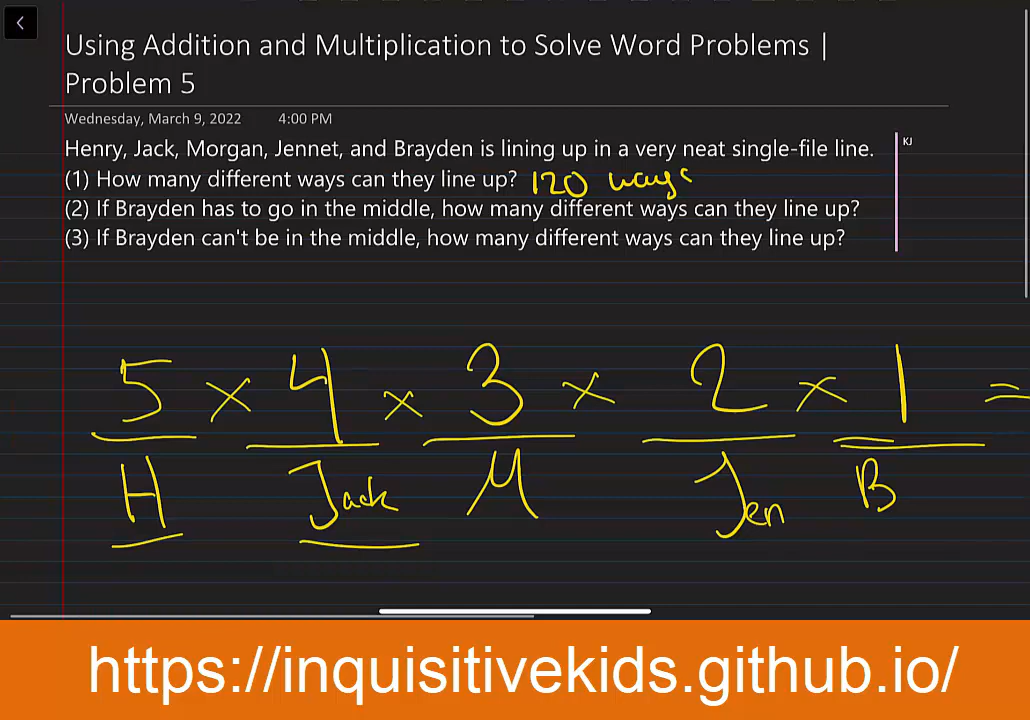 Using Addition and Multiplication to Solve Word Problems |
Problem 5
Wednesday, March 9, 2022 4:00 PM
Henry, Jack, Morgan, Jennet, and Brayden is lining up in a very neat single-file line.
KJ
(1) How many different ways can they line up? 120 ways
(2) If Brayden has to go in the middle, how many different ways can they line up?
(3) If Brayden can't be in the middle, how many different ways can they line up?
5 × 4 × 3 × 2 × 1 =
H Jack M Jen B
https://inquisitivekids.github.io/